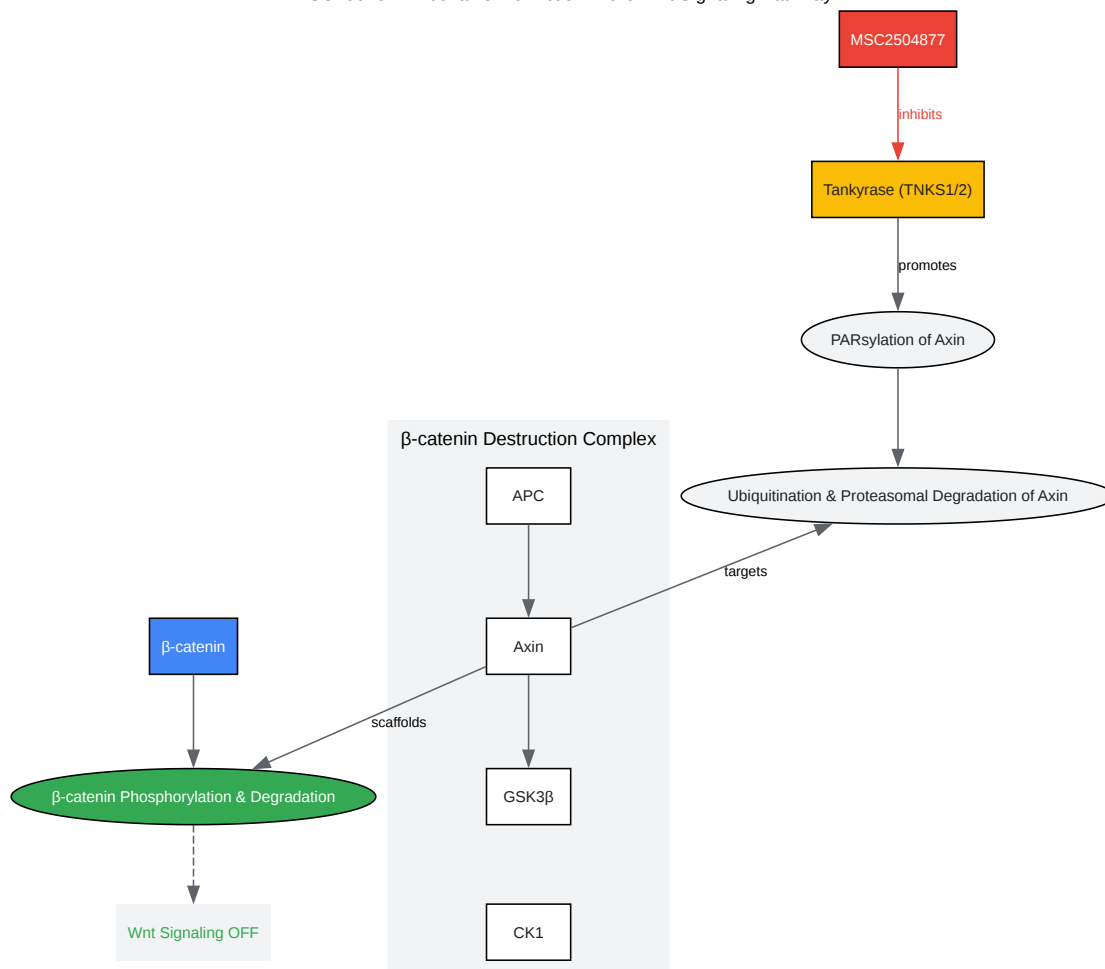 MSC2504877
inhibits
Tankyrase (TNKS1/2)
promotes
PARsylation of Axin
β-catenin Destruction Complex
APC
Ubiquitination & Proteasomal Degradation of Axin
targets
β-catenin
Axin
scaffolds
β-catenin Phosphorylation & Degradation
GSK3β
Wnt Signaling OFF
CK1